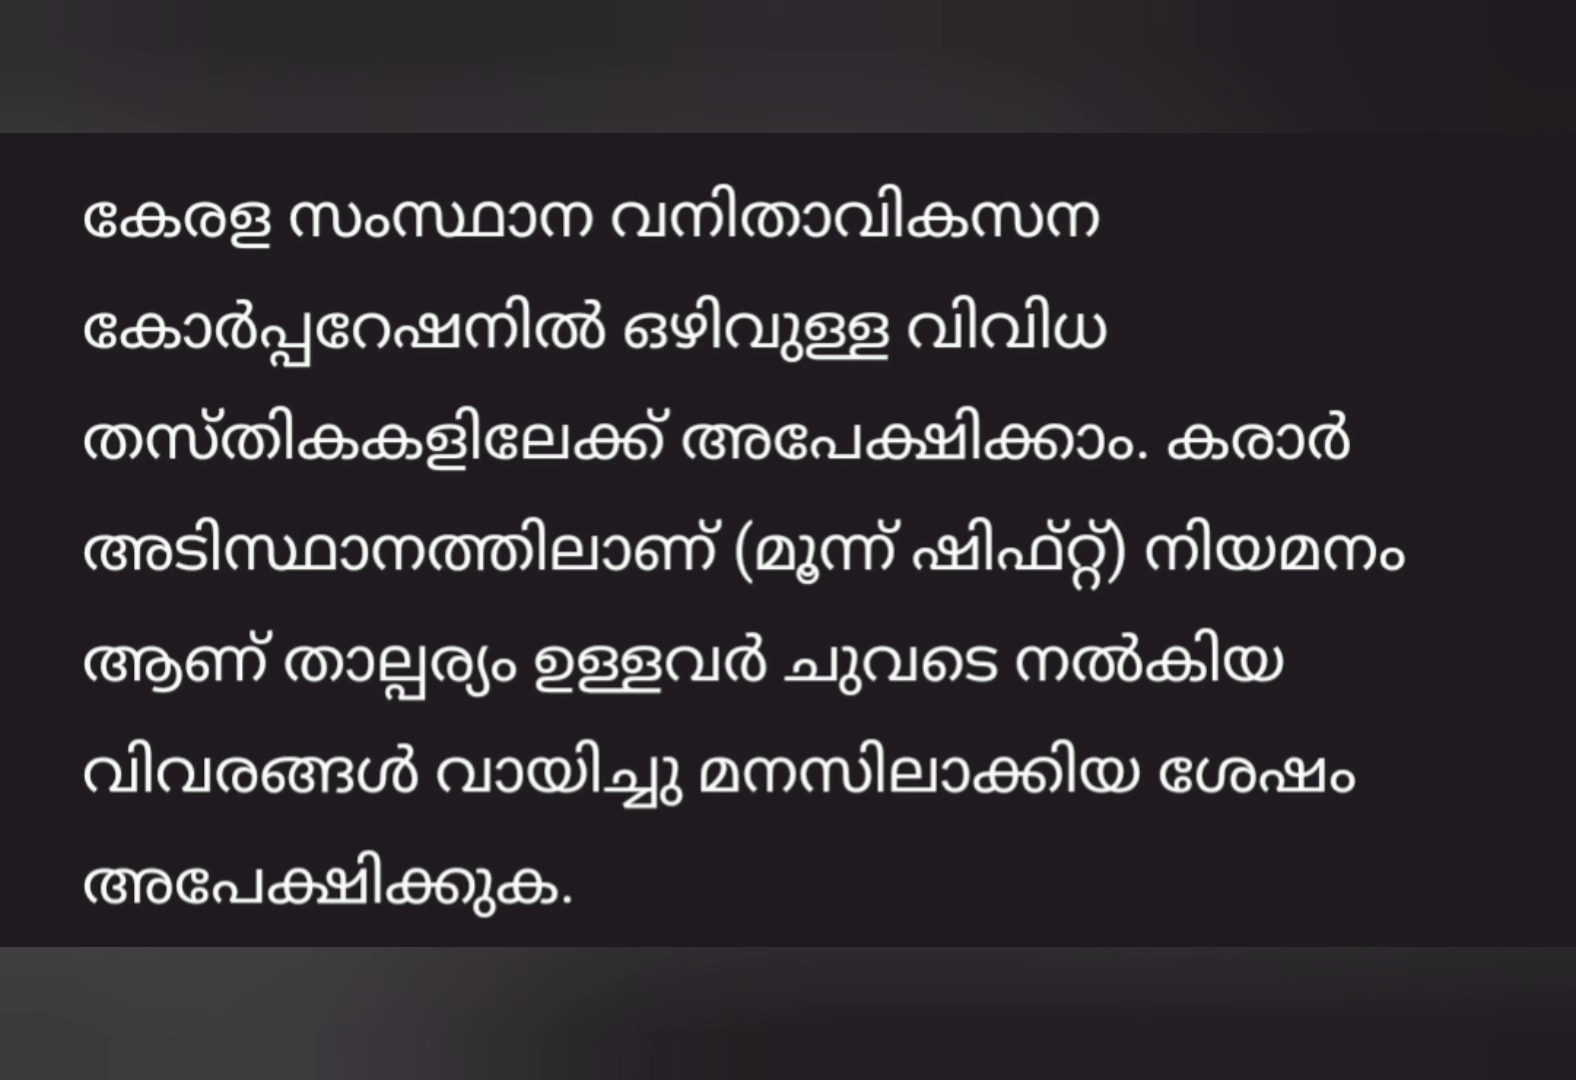 കേരള സംസ്ഥാന വനിതാവികസന
കോർപ്പറേഷനിൽ ഒഴിവുള്ള വിവിധ
തസ്തികകളിലേക്ക് അപേക്ഷിക്കാം. കരാർ
അടിസ്ഥാനത്തിലാണ് (മൂന്ന് ഷിഫ്റ്റ്) നിയമനം
ആണ് താല്പര്യം ഉള്ളവർ ചുവടെ നൽകിയ
വിവരങ്ങൾ വായിച്ചു മനസിലാക്കിയ ശേഷം
അപേക്ഷിക്കുക.